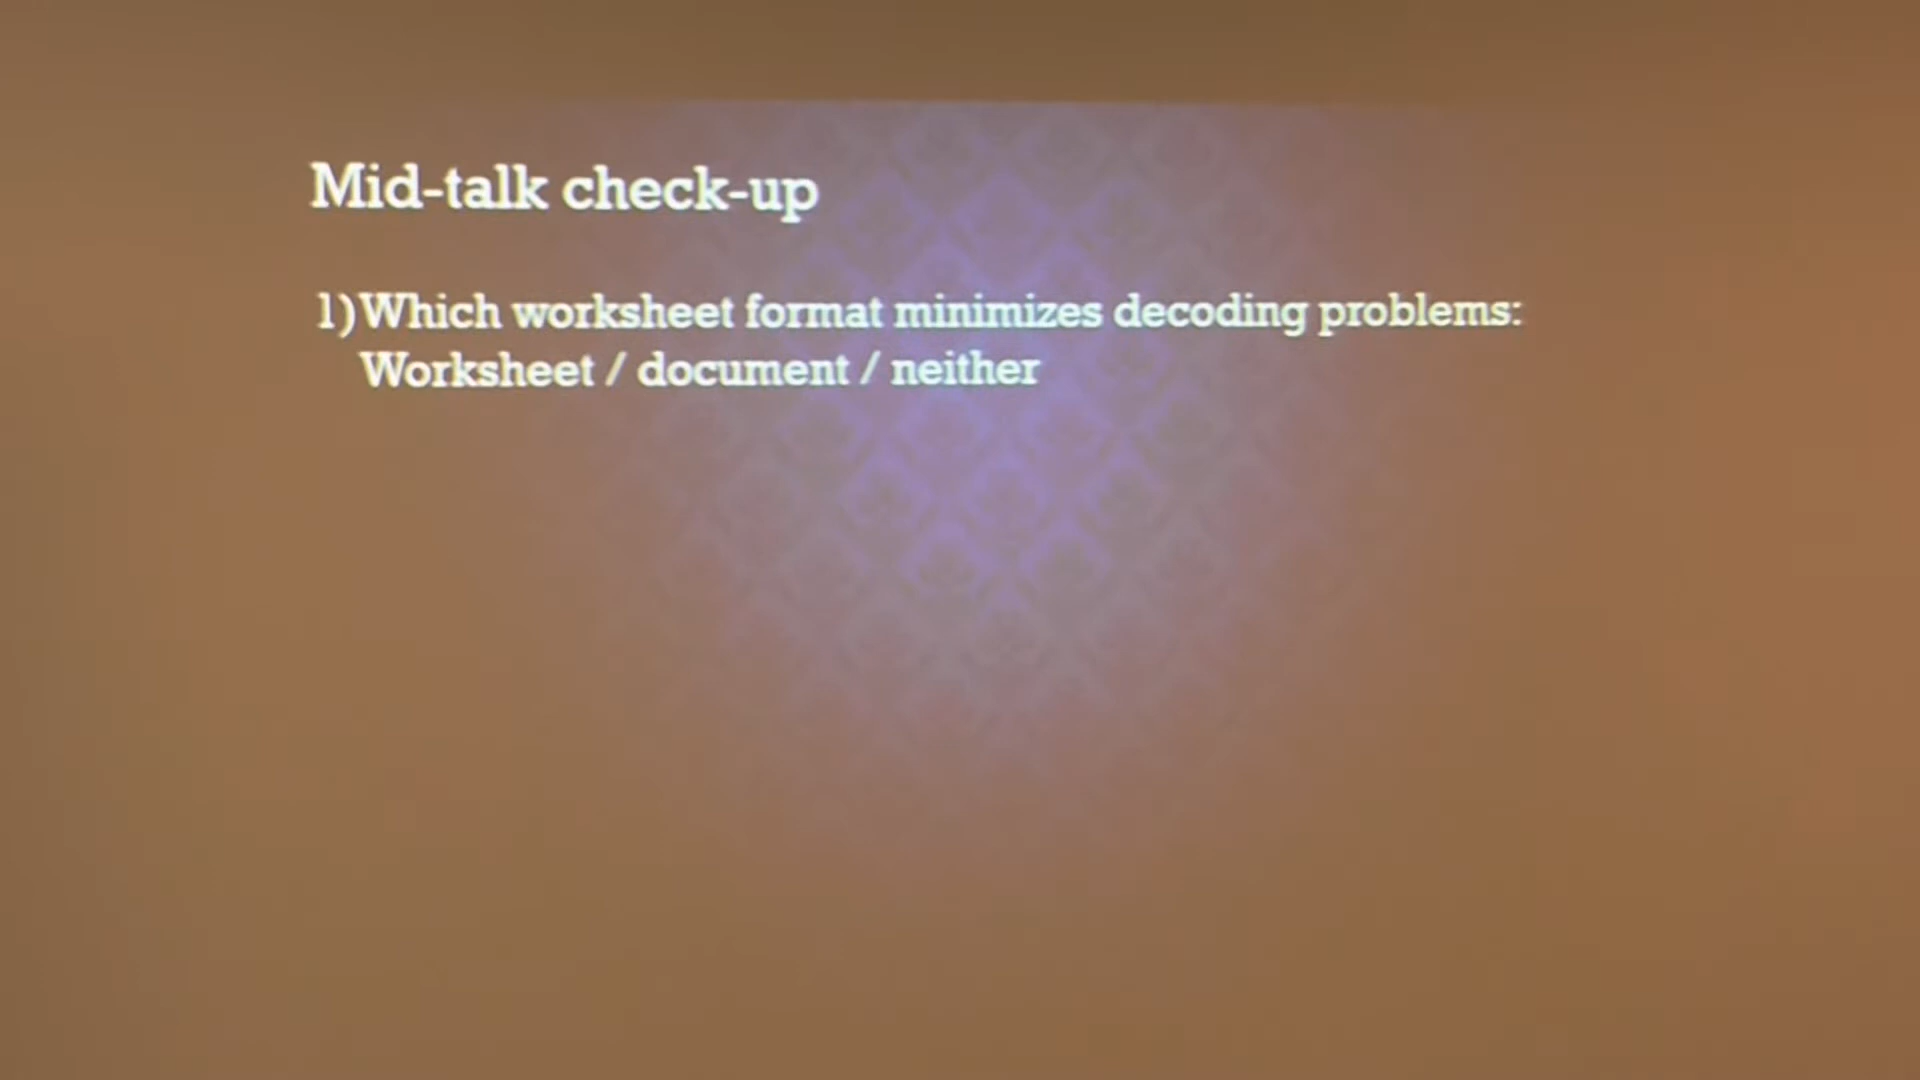 Mid-talk check-up
1) Which worksheet format minimizes decoding problems:
Worksheet / document / neither